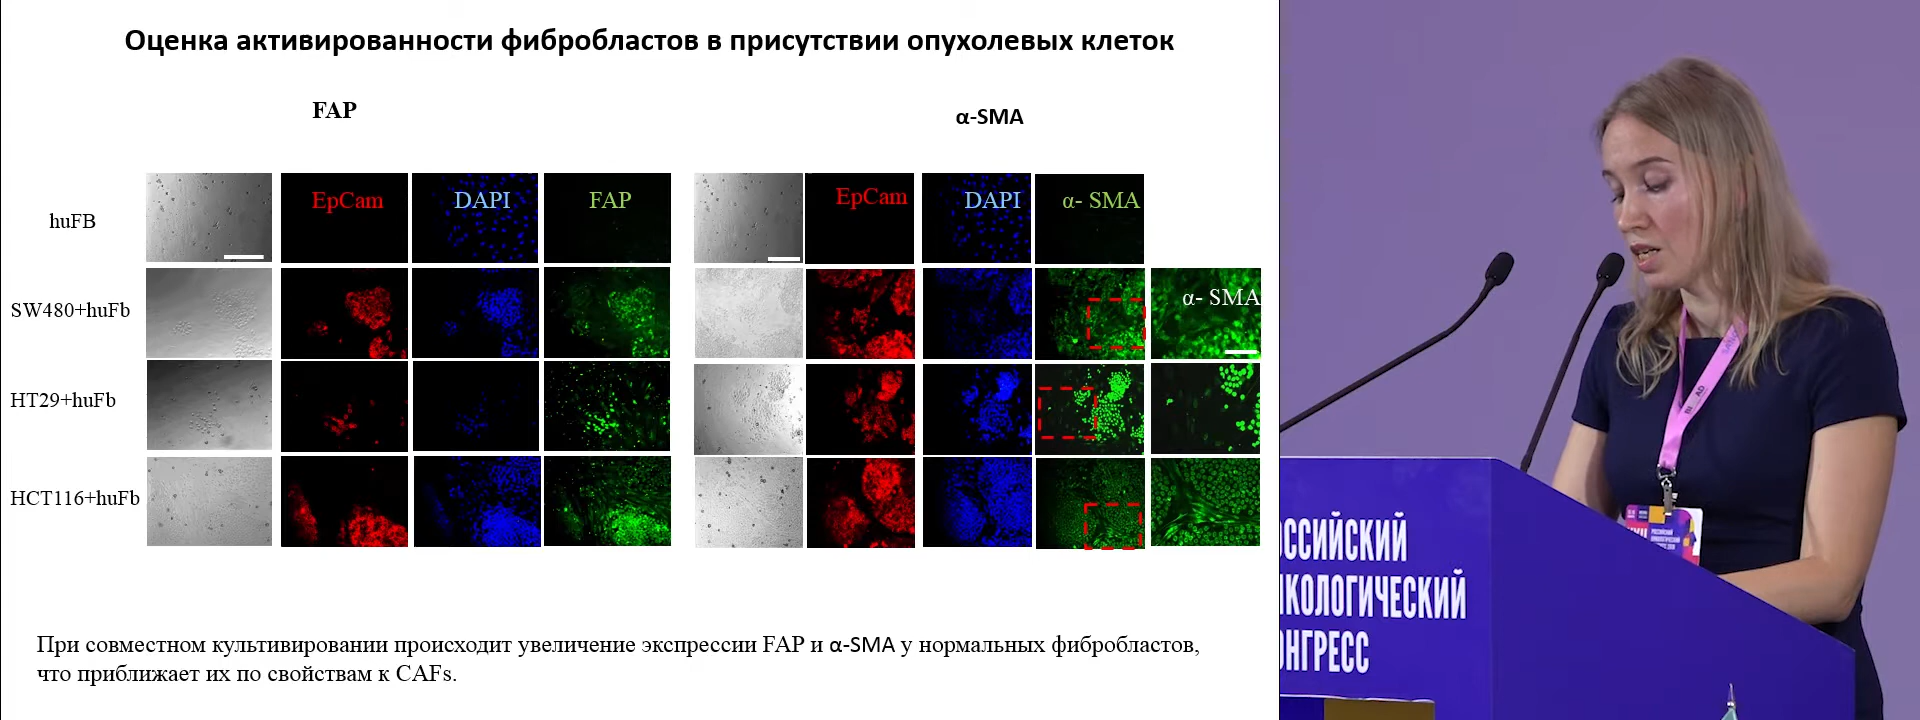 Оценка активированности фибробластов в присутствии опухолевых клеток
FAP
α-SMA
huFB
EpCam
DAPI
FAP
EpCam
DAPI
α- SMA
SW480+huFb
α- SMA
HT29+huFb
HCT116+huFb
При совместном культивировании происходит увеличение экспрессии FAP и α-SMA у нормальных фибробластов,
что приближает их по свойствам к CAFs.
ССИЙСКИЙ
КОЛОГИЧЕСКИЙ
НГРЕСС